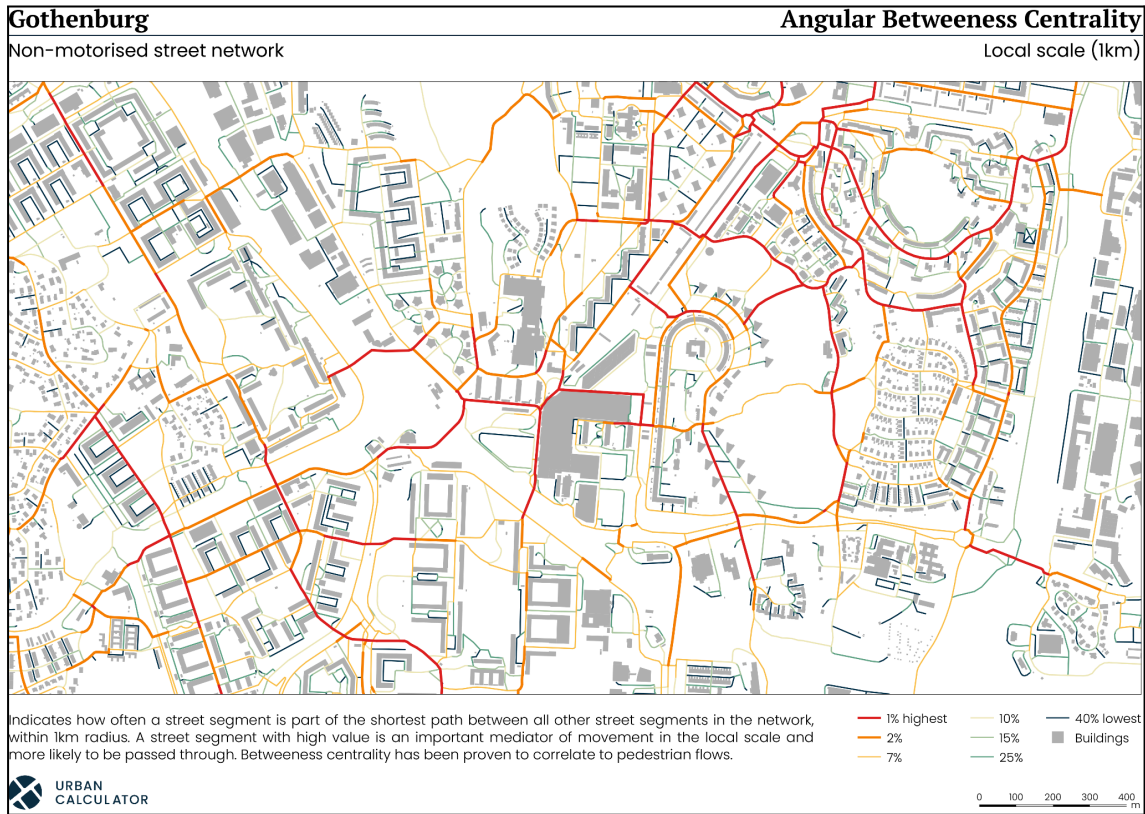 Gothenburg
Angular Betweeness Centrality
Non-motorised street network
Local scale (1km)
Indicates how often a street segment is part of the shortest path between all other street segments in the network,
within 1km radius. A street segment with high value is an important mediator of movement in the local scale and
more likely to be passed through. Betweeness centrality has been proven to correlate to pedestrian flows.
1% highest
2%
7%
10%
15%
25%
40% lowest
Buildings
URBAN
CALCULATOR
0 100 200 300 400
m